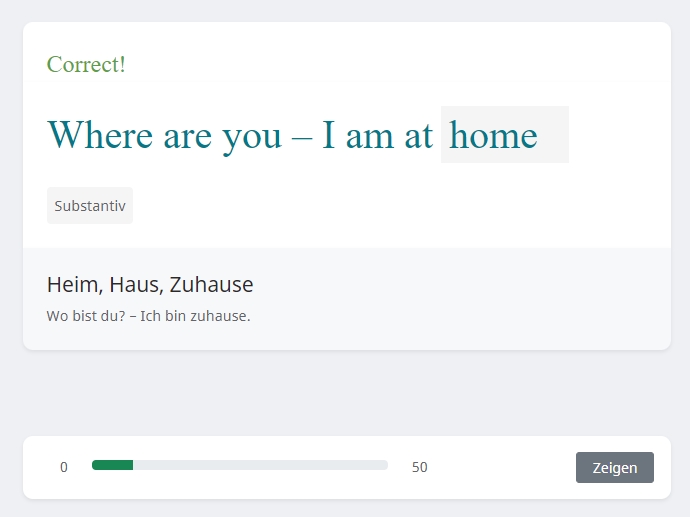 Correct!
Where are you – I am at home
Substantiv
Heim, Haus, Zuhause
Wo bist du? – Ich bin zuhause.
0 50 Zeigen